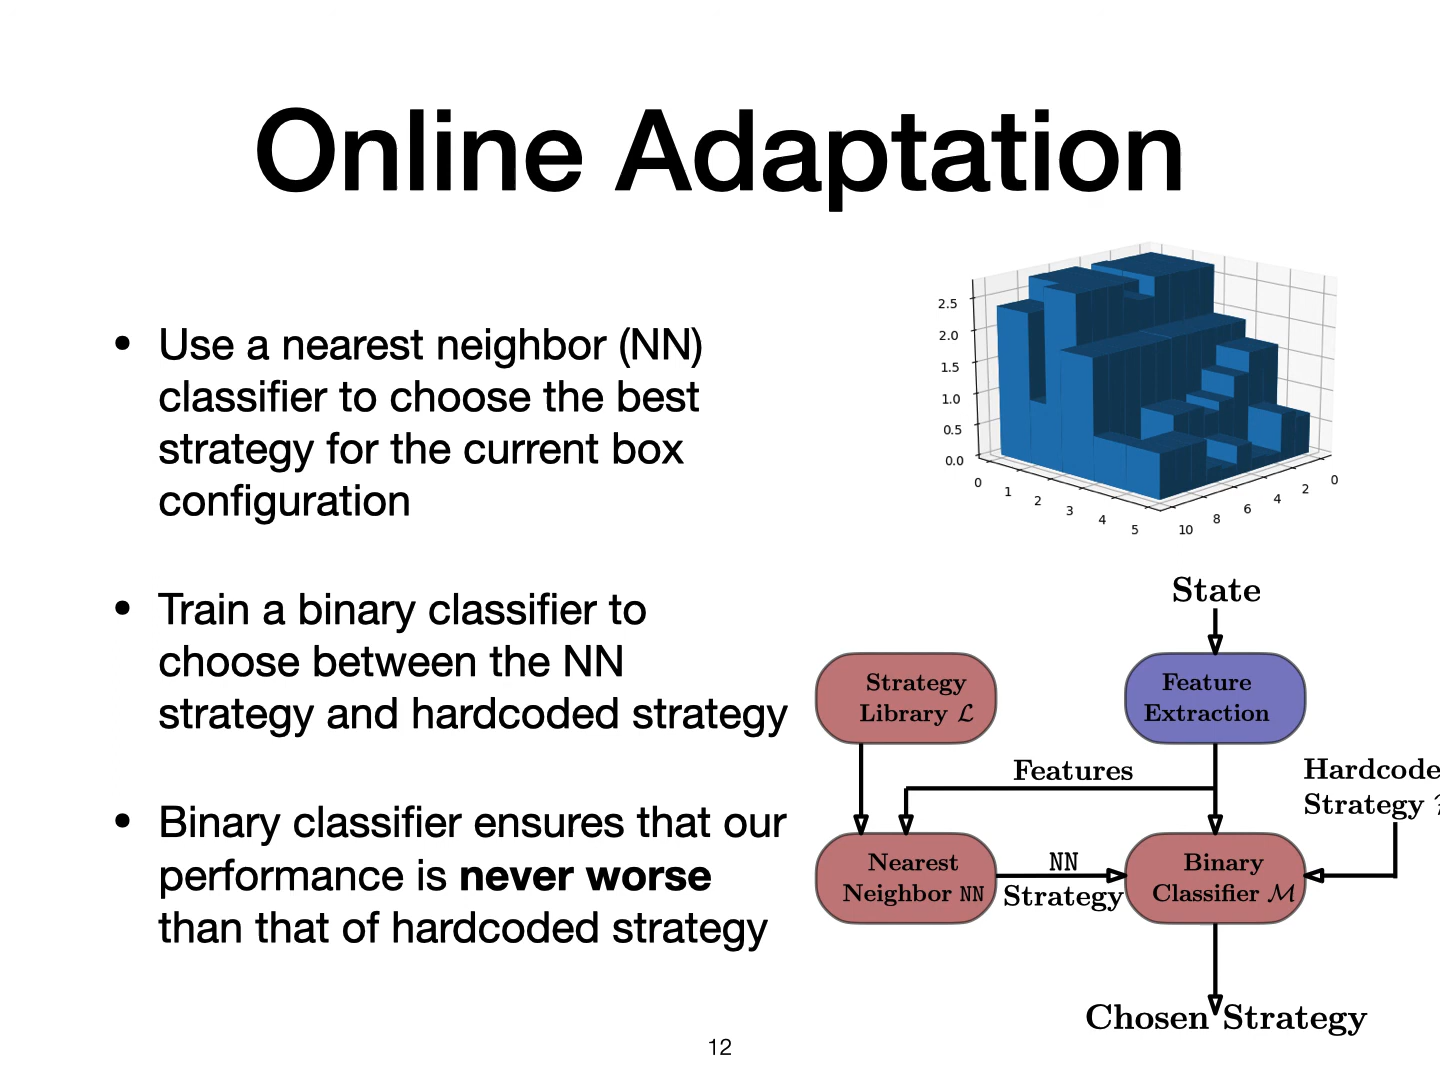 Online Adaptation
• Use a nearest neighbor (NN)
classifier to choose the best
strategy for the current box
configuration
• Train a binary classifier to
choose between the NN
strategy and hardcoded strategy
• Binary classifier ensures that our
performance is never worse
than that of hardcoded strategy
2.5
2.0
1.5
1.0
0.5
0.0
0
1
2
3
4
5
10
8
6
4
2
0
State
Strategy
Library ℒ
Feature
Extraction
Features
Hardcode
Strategy
Nearest
Neighbor NN
NN
Strategy
Binary
Classifier ℳ
Chosen Strategy
12